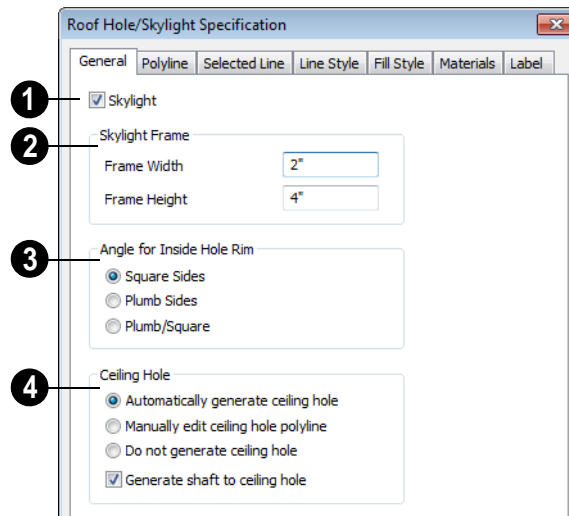 Roof Hole/Skylight Specification
General Polyline Selected Line Line Style Fill Style Materials Label
1 Skylight
2 Skylight Frame
Frame Width 2"
Frame Height 4"
3 Angle for Inside Hole Rim
Square Sides
Plumb Sides
Plumb/Square
4 Ceiling Hole
Automatically generate ceiling hole
Manually edit ceiling hole polyline
Do not generate ceiling hole
Generate shaft to ceiling hole